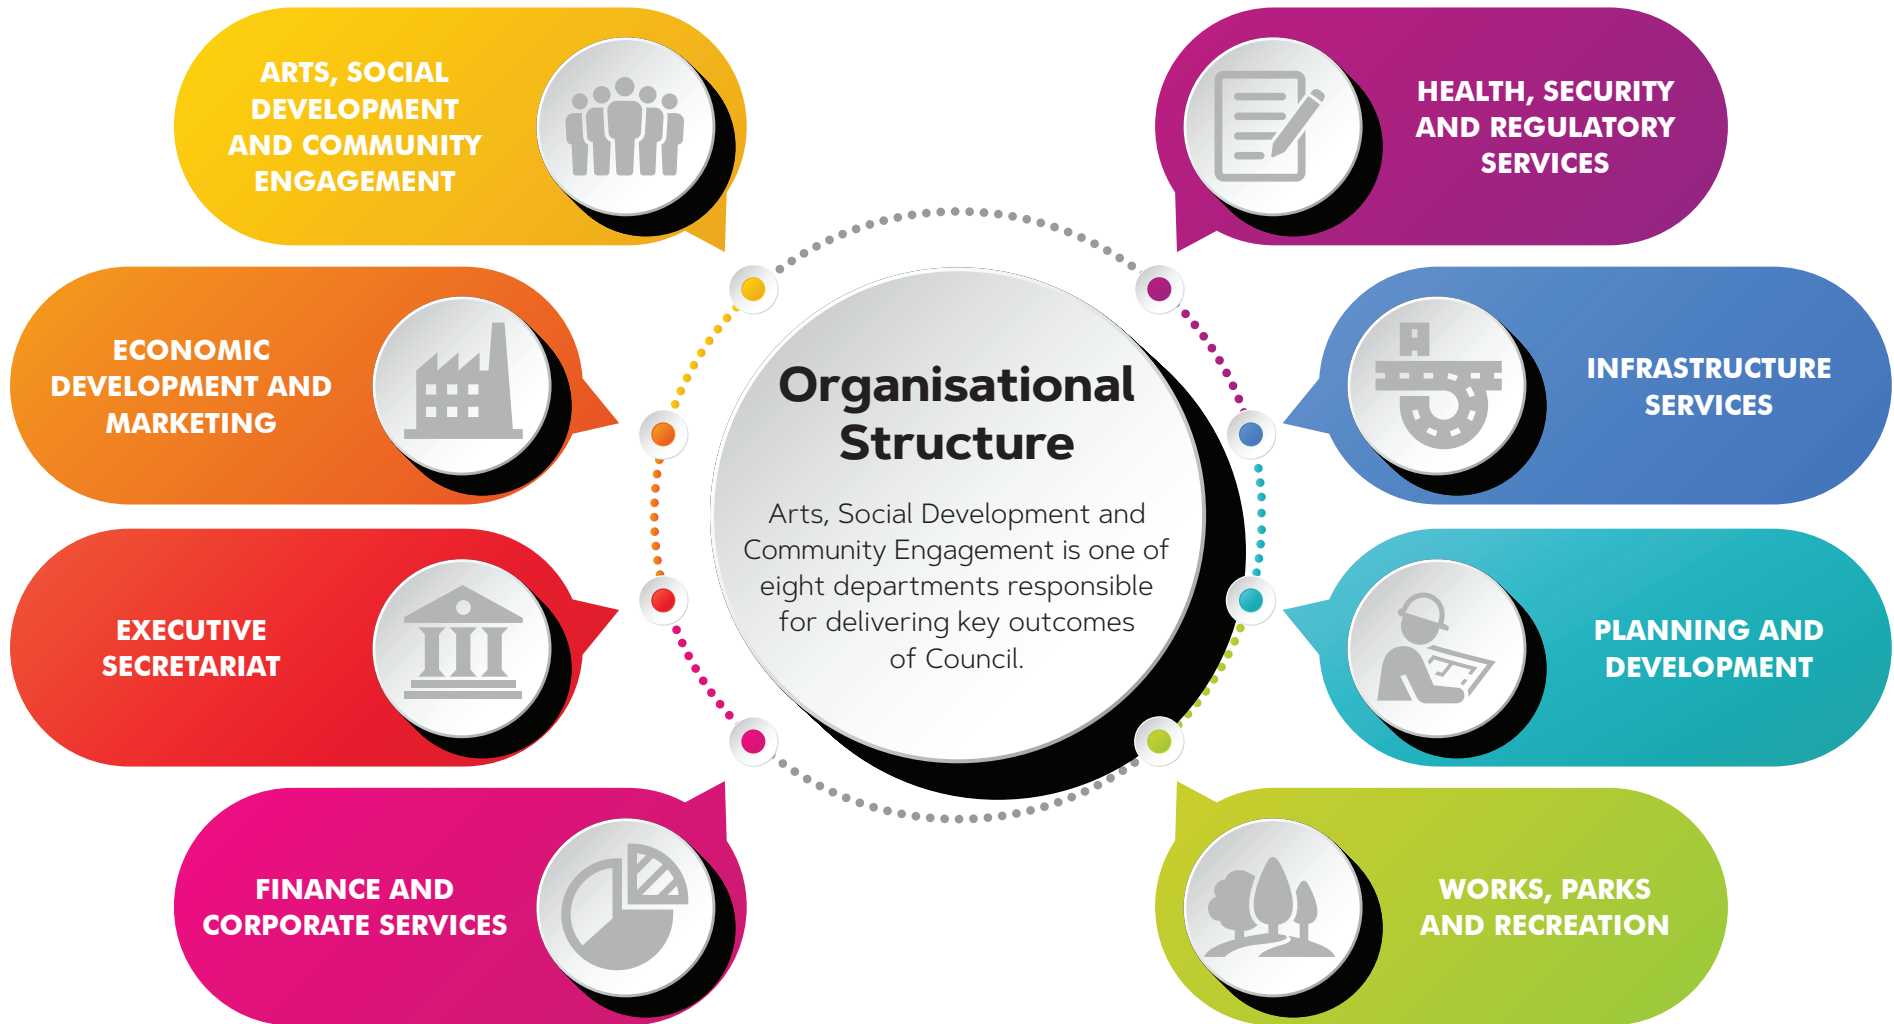 ARTS, SOCIAL
DEVELOPMENT
AND COMMUNITY
ENGAGEMENT
HEALTH, SECURITY
AND REGULATORY
SERVICES
ECONOMIC
DEVELOPMENT AND
MARKETING
INFRASTRUCTURE
SERVICES
Organisational
Structure
Arts, Social Development and
Community Engagement is one of
eight departments responsible
for delivering key outcomes
of Council.
EXECUTIVE
SECRETARIAT
PLANNING AND
DEVELOPMENT
FINANCE AND
CORPORATE SERVICES
WORKS, PARKS
AND RECREATION